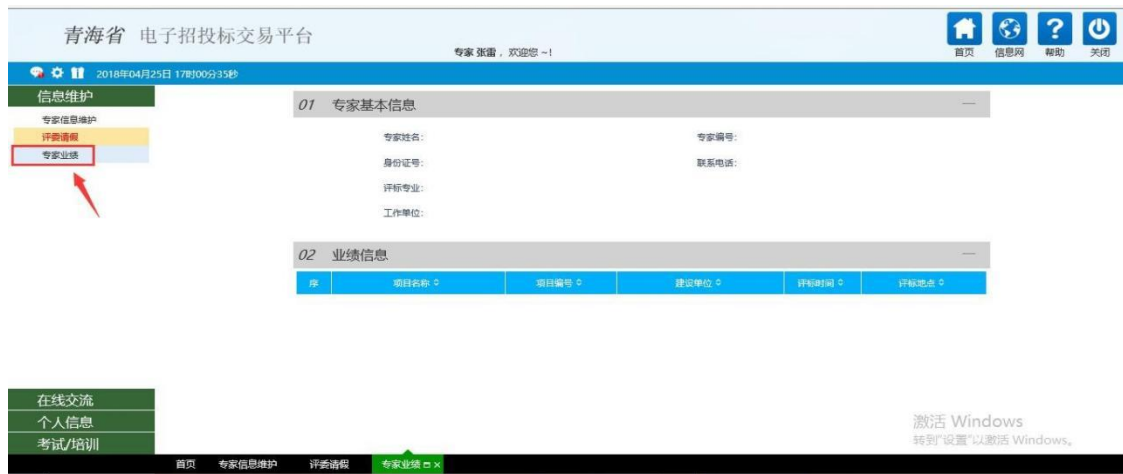 青海省 电子招投标交易平台
专家 张雷，欢迎您 ~!
首页 信息网 帮助 关闭
2018年04月25日 17时00分35秒
信息维护
专家信息维护
评委请假
专家业绩
01 专家基本信息
专家姓名: 专家编号:
身份证号: 联系电话:
评标专业:
工作单位:
02 业绩信息
序 项目名称 项目编号 建设单位 评标时间 评标地点
在线交流
个人信息
考试/培训
激活 Windows
转到"设置"以激活 Windows。
首页 专家信息维护 评委请假 专家业绩